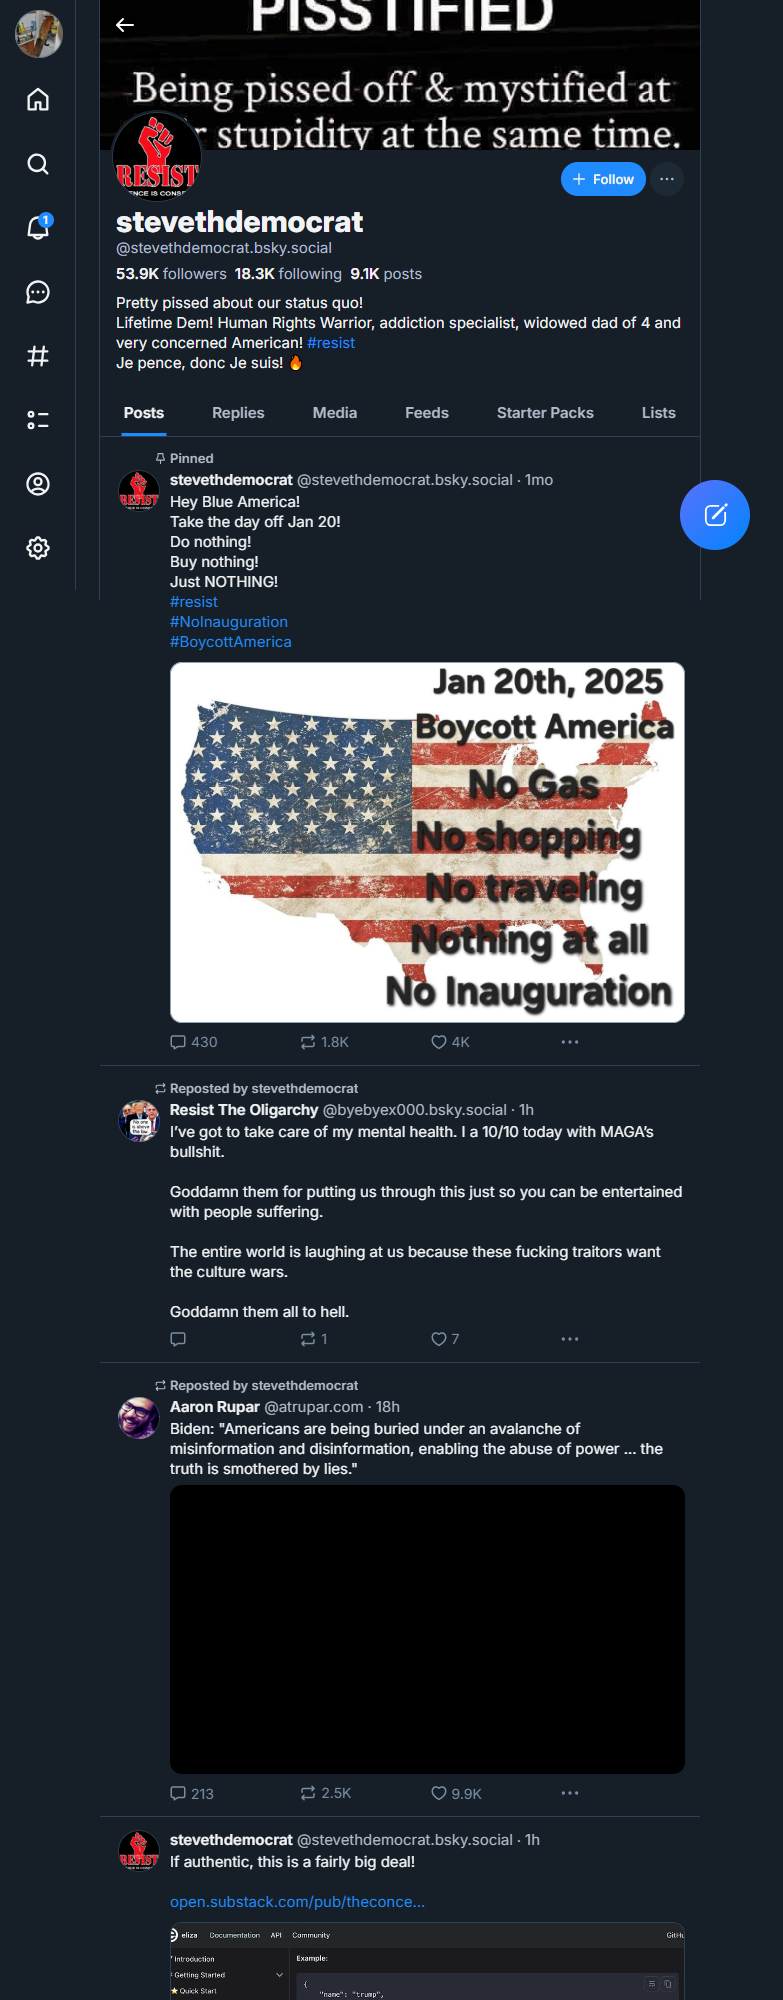 PISSTIFIED
Being pissed off & mystified at
stupidity at the same time.
RESIST
1
Follow
stevethdemocrat
@stevethdemocrat.bsky.social
53.9K followers 18.3K following 9.1K posts
Pretty pissed about our status quo!
Lifetime Dem! Human Rights Warrior, addiction specialist, widowed dad of 4 and
very concerned American! #resist
Je pence, donc Je suis! 🔥
Posts Replies Media Feeds Starter Packs Lists
Pinned
stevethdemocrat @stevethdemocrat.bsky.social · 1mo
RESIST
Hey Blue America!
Take the day off Jan 20!
Do nothing!
Buy nothing!
Just NOTHING!
#resist
#NoInauguration
#BoycottAmerica
Jan 20th, 2025
Boycott America
No Gas
No shopping
No traveling
Nothing at all
No Inauguration
430 1.8K 4K
Reposted by stevethdemocrat
Resist The Oligarchy @byebyex000.bsky.social · 1h
No one
is above
the law
I've got to take care of my mental health. I a 10/10 today with MAGA's
bullshit.
Goddamn them for putting us through this just so you can be entertained
with people suffering.
The entire world is laughing at us because these fucking traitors want
the culture wars.
Goddamn them all to hell.
1 7
Reposted by stevethdemocrat
Aaron Rupar @atrupar.com · 18h
Biden: "Americans are being buried under an avalanche of
misinformation and disinformation, enabling the abuse of power ... the
truth is smothered by lies."
213 2.5K 9.9K
stevethdemocrat @stevethdemocrat.bsky.social · 1h
RESIST
If authentic, this is a fairly big deal!
open.substack.com/pub/theconce...
eliza Documentation API Community GitHu
Introduction
Example:
Getting Started
{
⭐ Quick Start
"name": "trump",